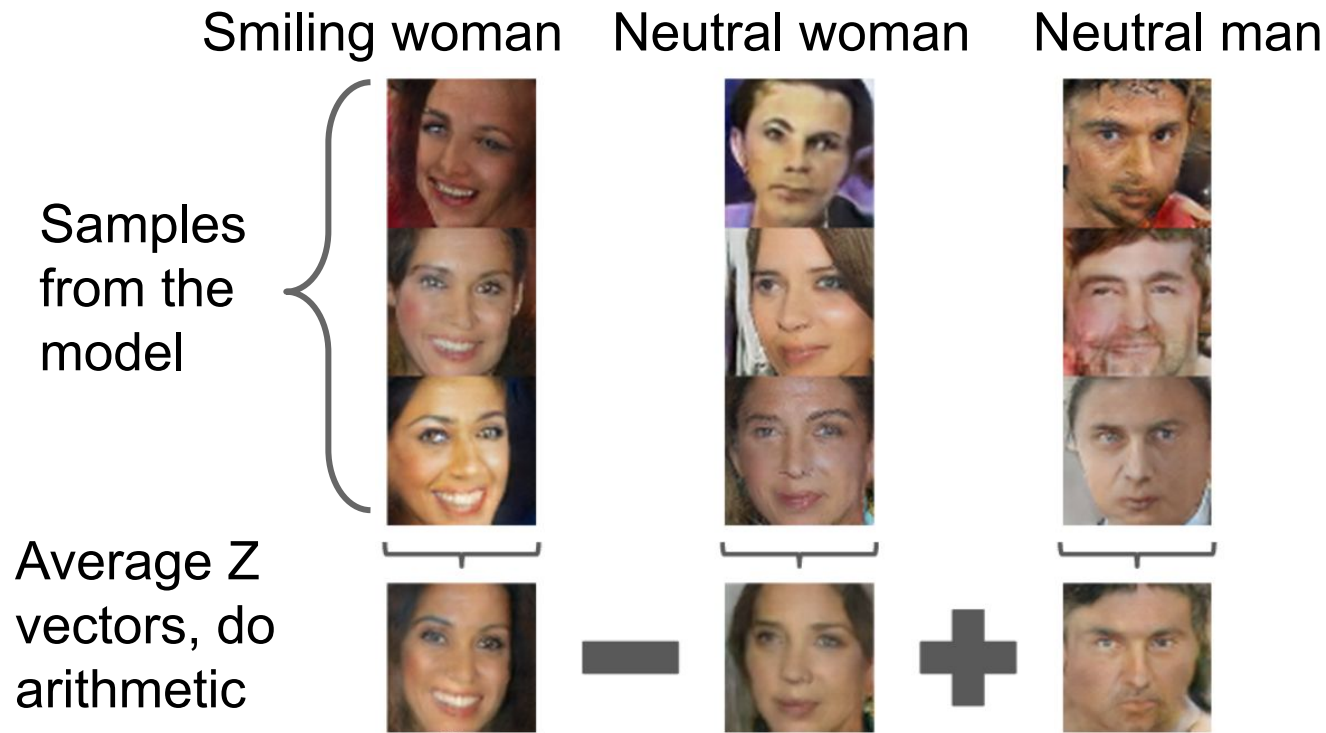 Smiling woman Neutral woman Neutral man
Samples
from the
model
Average Z
vectors, do
arithmetic